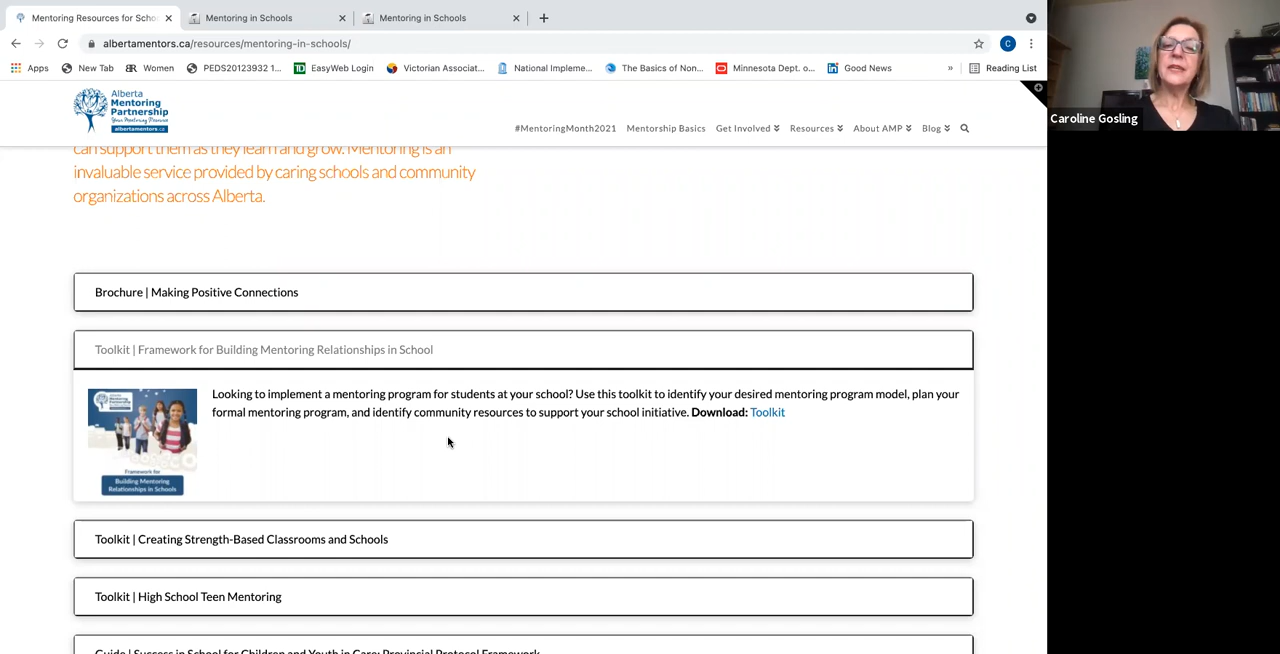 Mentoring Resources for Scho
Mentoring in Schools
Mentoring in Schools
albertamentors.ca/resources/mentoring-in-schools/
C
Apps
New Tab
Women
PEDS20123932 1...
EasyWeb Login
Victorian Associat...
National Impleme...
The Basics of Non...
Minnesota Dept. o...
Good News
»
Reading List
Alberta
Mentoring
Partnership
Your Mentoring Resource
albertamentors.ca
#MentoringMonth2021
Mentorship Basics
Get Involved
Resources
About AMP
Blog
Caroline Gosling
can support them as they learn and grow. Mentoring is an
invaluable service provided by caring schools and community
organizations across Alberta.
Brochure | Making Positive Connections
Toolkit | Framework for Building Mentoring Relationships in School
Looking to implement a mentoring program for students at your school? Use this toolkit to identify your desired mentoring program model, plan your
formal mentoring program, and identify community resources to support your school initiative. Download: Toolkit
Framework for
Building Mentoring
Relationships in Schools
Toolkit | Creating Strength-Based Classrooms and Schools
Toolkit | High School Teen Mentoring
Guide | Success in School for Children and Youth in Care: Provincial Protocol Framework